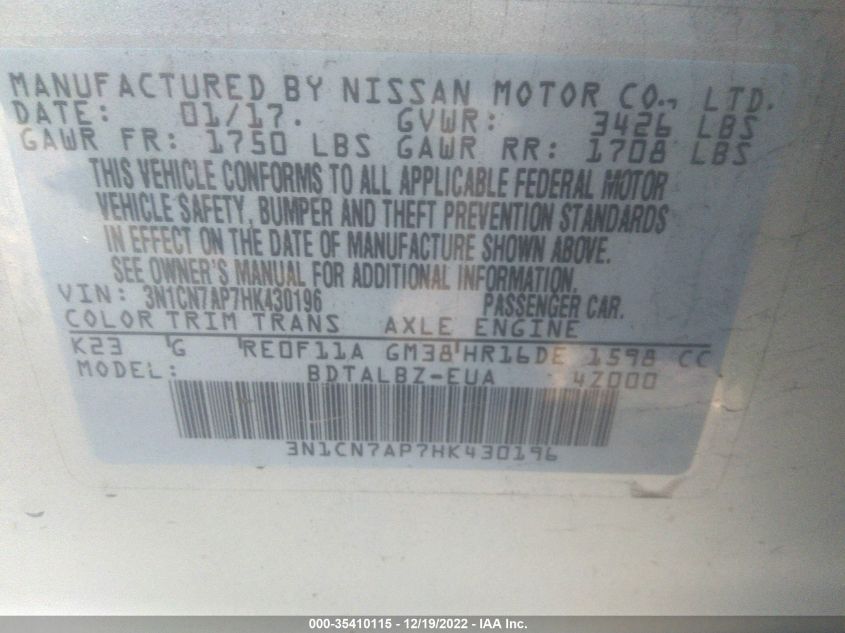 MANUFACTURED BY NISSAN MOTOR CO., LTD.
DATE: 01/17. GVWR: 3426 LBS
GAWR FR: 1750 LBS GAWR RR: 1708 LBS
THIS VEHICLE CONFORMS TO ALL APPLICABLE FEDERAL MOTOR
VEHICLE SAFETY, BUMPER AND THEFT PREVENTION STANDARDS
IN EFFECT ON THE DATE OF MANUFACTURE SHOWN ABOVE.
SEE OWNER'S MANUAL FOR ADDITIONAL INFORMATION.
VIN: 3N1CN7AP7HK430196 PASSENGER CAR.
COLOR TRIM TRANS AXLE ENGINE
K23 'G 'RE0F11A GM38'HR16DE 1598 CC
MODEL: BDTALBZ-EUA 4Z000
3N1CN7AP7HK430196
000-35410115 - 12/19/2022 - IAA Inc.